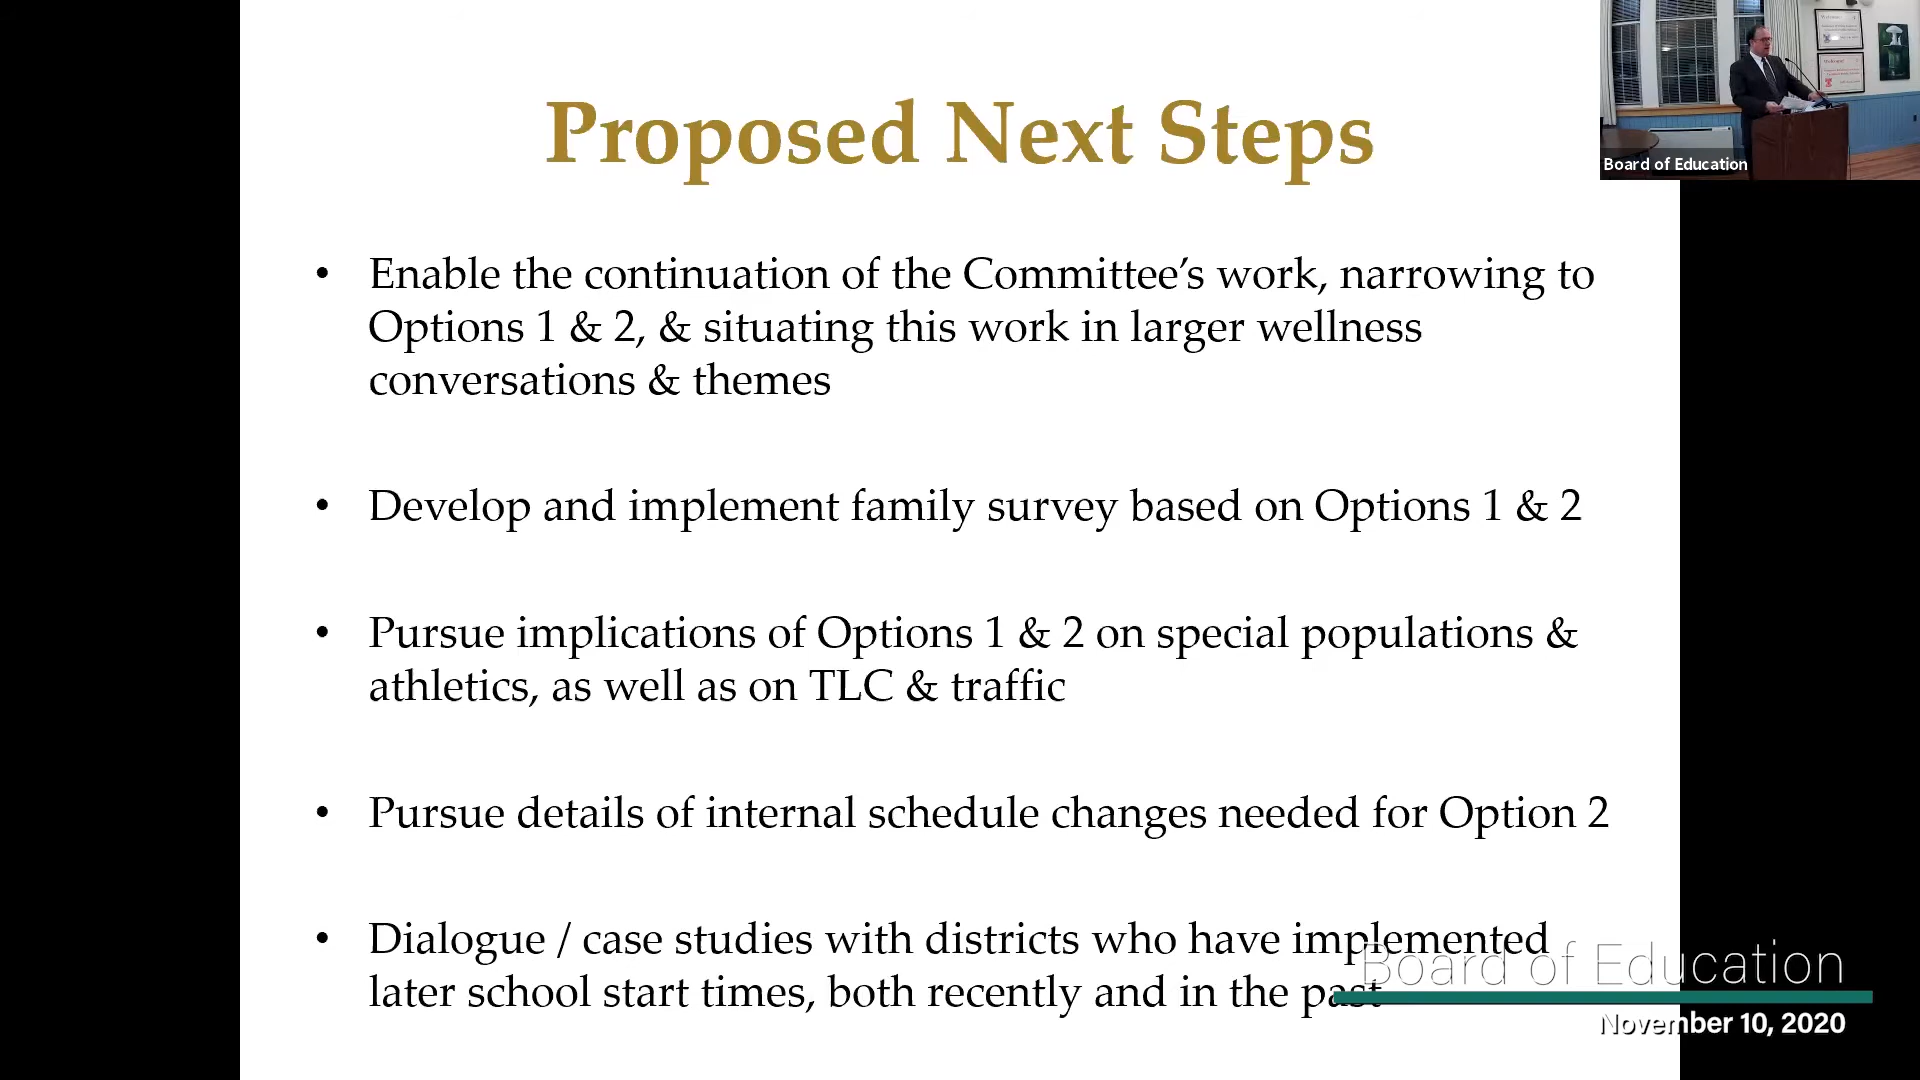 Proposed Next Steps
• Enable the continuation of the Committee’s work, narrowing to
Options 1 & 2, & situating this work in larger wellness
conversations & themes
• Develop and implement family survey based on Options 1 & 2
• Pursue implications of Options 1 & 2 on special populations &
athletics, as well as on TLC & traffic
• Pursue details of internal schedule changes needed for Option 2
• Dialogue / case studies with districts who have implemented
later school start times, both recently and in the past
Board of Education
Board of Education
November 10, 2020